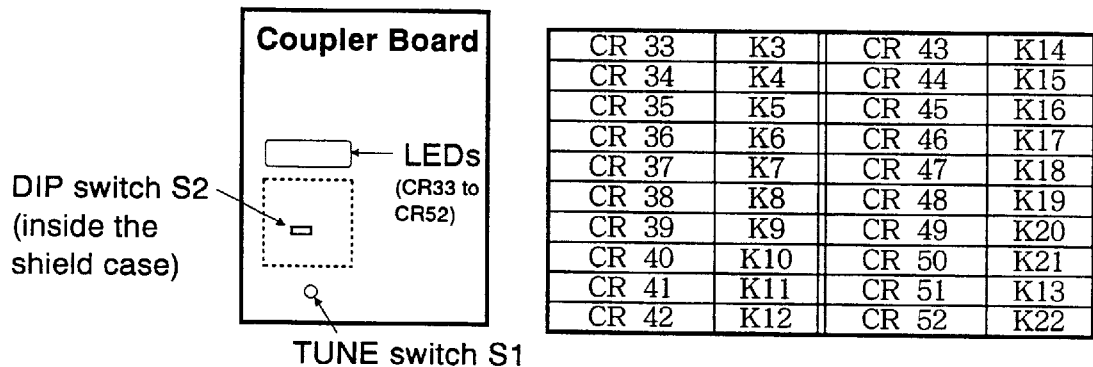 Coupler Board
LEDs
(CR33 to
CR52)
DIP switch S2
(inside the
shield case)
TUNE switch S1
CR 33 K3 CR 43 K14
CR 34 K4 CR 44 K15
CR 35 K5 CR 45 K16
CR 36 K6 CR 46 K17
CR 37 K7 CR 47 K18
CR 38 K8 CR 48 K19
CR 39 K9 CR 49 K20
CR 40 K10 CR 50 K21
CR 41 K11 CR 51 K13
CR 42 K12 CR 52 K22